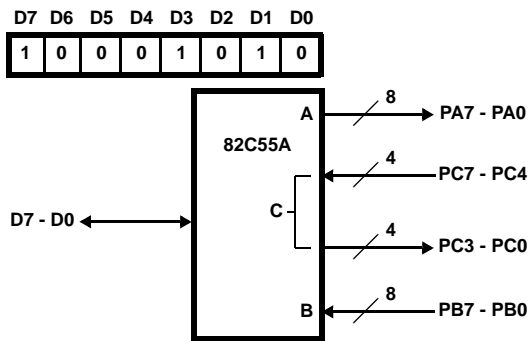 D7 D6 D5 D4 D3 D2 D1 D0
1 0 0 0 1 0 1 0
A
8
PA7 - PA0
82C55A
4
PC7 - PC4
C
D7 - D0
4
PC3 - PC0
B
8
PB7 - PB0